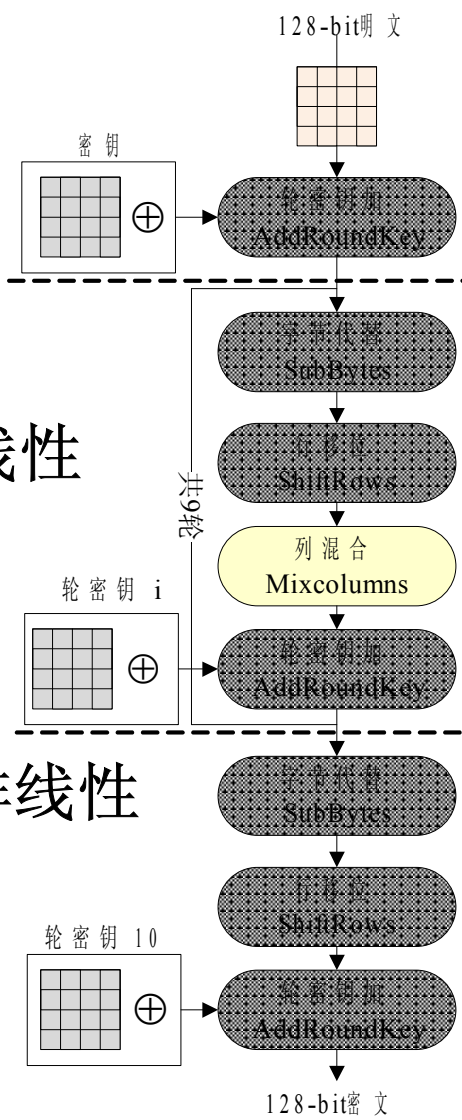 128-bit明文
密钥
轮密钥加
AddRoundKey
字节代替
SubBytes
线性
行移位
ShiftRows
共9轮
列混合
Mixcolumns
轮密钥 i
轮密钥加
AddRoundKey
线性
字节代替
SubBytes
行移位
ShiftRows
轮密钥 10
轮密钥加
AddRoundKey
128-bit密文